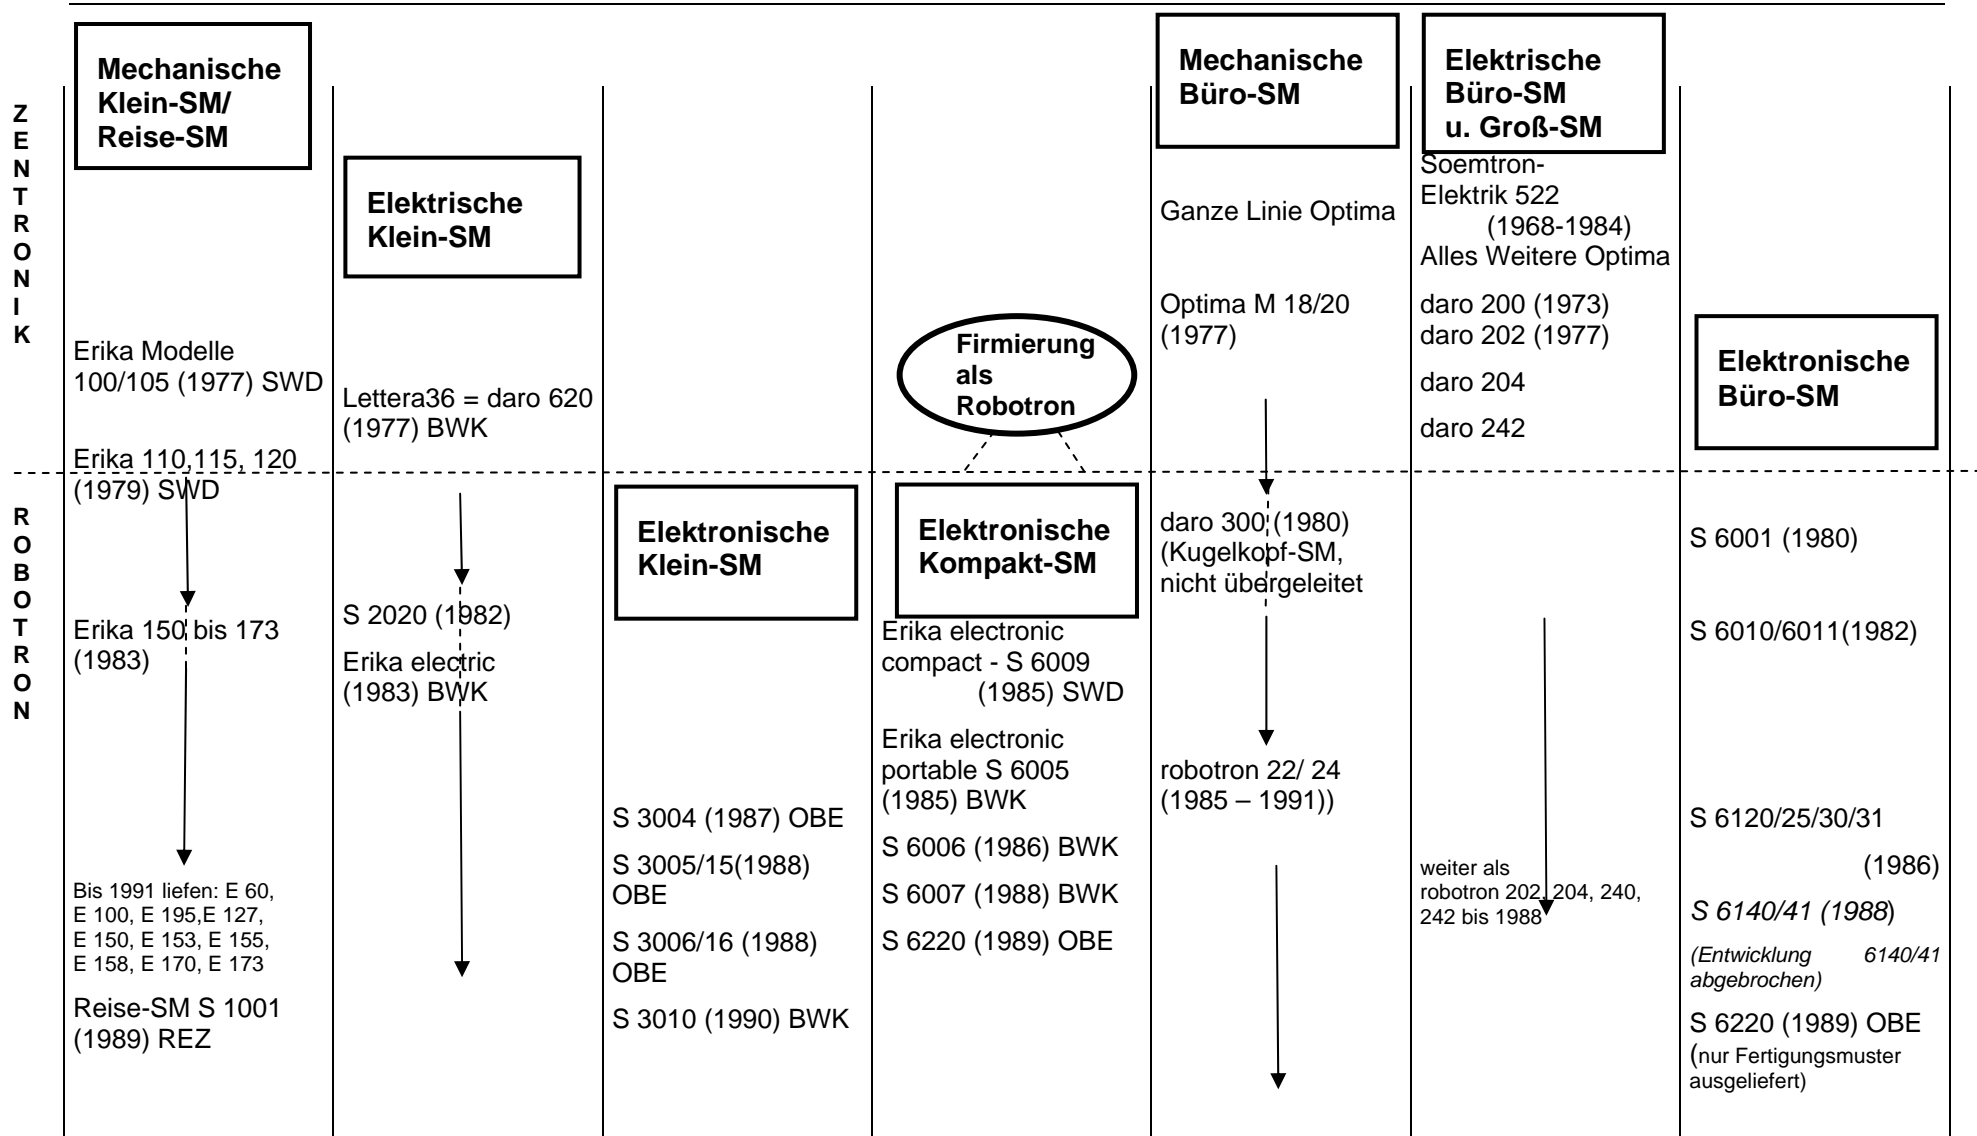 ZENTRONIK
ROBOTRON
Mechanische
Klein-SM/
Reise-SM
Erika Modelle
100/105 (1977) SWD
Erika 110,115, 120
(1979) SWD
Erika 150 bis 173
(1983)
Bis 1991 liefen: E 60,
E 100, E 195,E 127,
E 150, E 153, E 155,
E 158, E 170, E 173
Reise-SM S 1001
(1989) REZ
Elektrische
Klein-SM
Lettera36 = daro 620
(1977) BWK
S 2020 (1982)
Erika electric
(1983) BWK
Elektronische
Klein-SM
S 3004 (1987) OBE
S 3005/15(1988)
OBE
S 3006/16 (1988)
OBE
S 3010 (1990) BWK
Firmierung
als
Robotron
Elektronische
Kompakt-SM
Erika electronic
compact - S 6009
(1985) SWD
Erika electronic
portable S 6005
(1985) BWK
S 6006 (1986) BWK
S 6007 (1988) BWK
S 6220 (1989) OBE
Mechanische
Büro-SM
Ganze Linie Optima
Optima M 18/20
(1977)
daro 300 (1980)
(Kugelkopf-SM,
nicht übergeleitet
robotron 22/ 24
(1985 – 1991))
Elektrische
Büro-SM
u. Groß-SM
Soemtron-
Elektrik 522
(1968-1984)
Alles Weitere Optima
daro 200 (1973)
daro 202 (1977)
daro 204
daro 242
weiter als
robotron 202, 204, 240,
242 bis 1988
Elektronische
Büro-SM
S 6001 (1980)
S 6010/6011(1982)
S 6120/25/30/31
(1986)
S 6140/41 (1988)
(Entwicklung 6140/41
abgebrochen)
S 6220 (1989) OBE
(nur Fertigungsmuster
ausgeliefert)